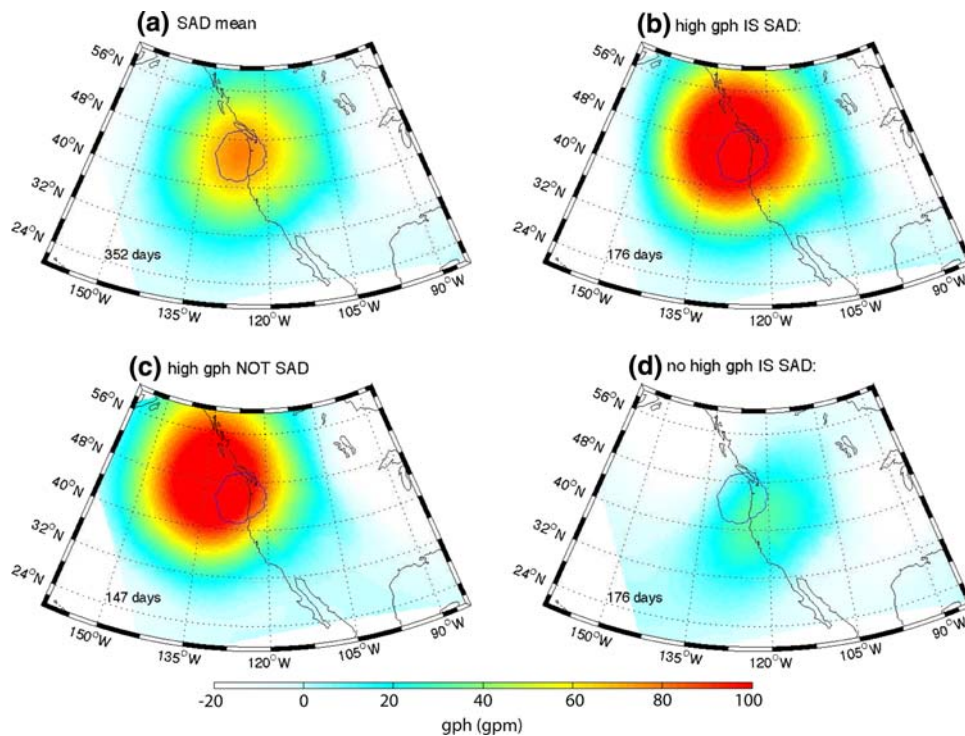 (a) SAD mean
56°N
48°N
40°N
32°N
24°N
352 days
150°W
135°W
120°W
105°W
90°W
(b) high gph IS SAD:
56°N
48°N
40°N
32°N
24°N
176 days
150°W
135°W
120°W
105°W
90°W
(c) high gph NOT SAD
56°N
48°N
40°N
32°N
24°N
147 days
150°W
135°W
120°W
105°W
90°W
(d) no high gph IS SAD:
56°N
48°N
40°N
32°N
24°N
176 days
150°W
135°W
120°W
105°W
90°W
-20 0 20 40 60 80 100
gph (gpm)